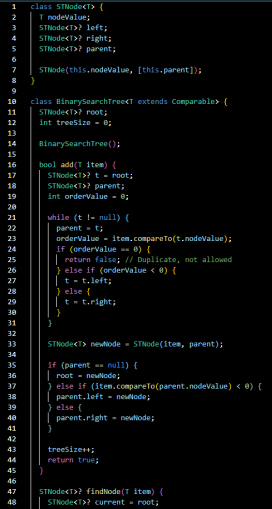 1 class STNode<T> {
2 T nodeValue;
3 STNode<T>? left;
4 STNode<T>? right;
5 STNode<T>? parent;
6
7 STNode(this.nodeValue, [this.parent]);
8 }
9
10 class BinarySearchTree<T extends Comparable> {
11 STNode<T>? root;
12 int treeSize = 0;
13
14 BinarySearchTree();
15
16 bool add(T item) {
17 STNode<T>? t = root;
18 STNode<T>? parent;
19 int orderValue = 0;
20
21 while (t != null) {
22 parent = t;
23 orderValue = item.compareTo(t.nodeValue);
24 if (orderValue == 0) {
25 return false; // Duplicate, not allowed
26 } else if (orderValue < 0) {
27 t = t.left;
28 } else {
29 t = t.right;
30 }
31 }
32
33 STNode<T> newNode = STNode(item, parent);
34
35 if (parent == null) {
36 root = newNode;
37 } else if (item.compareTo(parent.nodeValue) < 0) {
38 parent.left = newNode;
39 } else {
40 parent.right = newNode;
41 }
42
43 treeSize++;
44 return true;
45 }
46
47 STNode<T>? findNode(T item) {
48 STNode<T>? current = root;